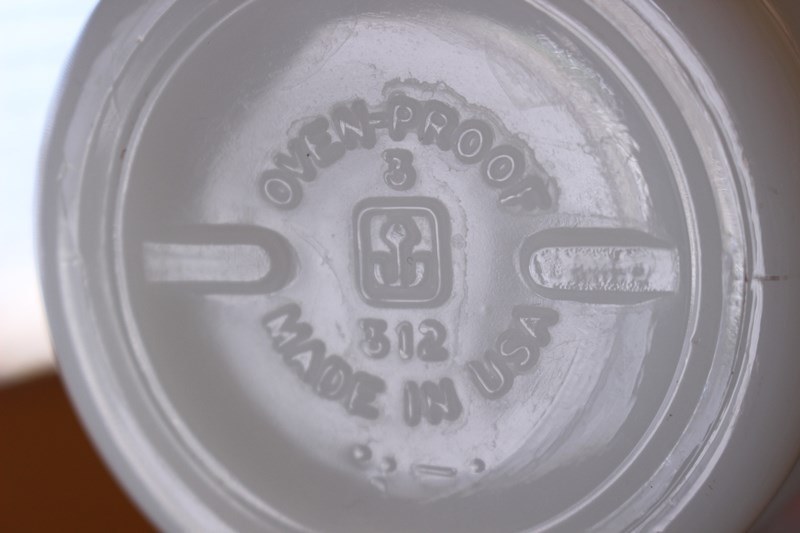 OVEN-PROOF
3
312
MADE IN USA